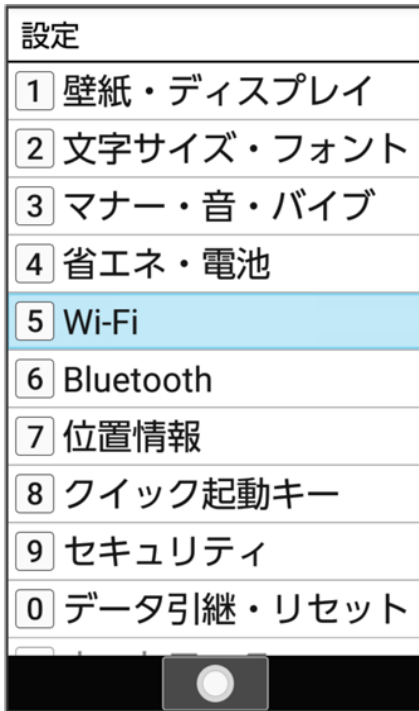 設定
1 壁紙・ディスプレイ
2 文字サイズ・フォント
3 マナー・音・バイブ
4 省エネ・電池
5 Wi-Fi
6 Bluetooth
7 位置情報
8 クイック起動キー
9 セキュリティ
0 データ引継・リセット